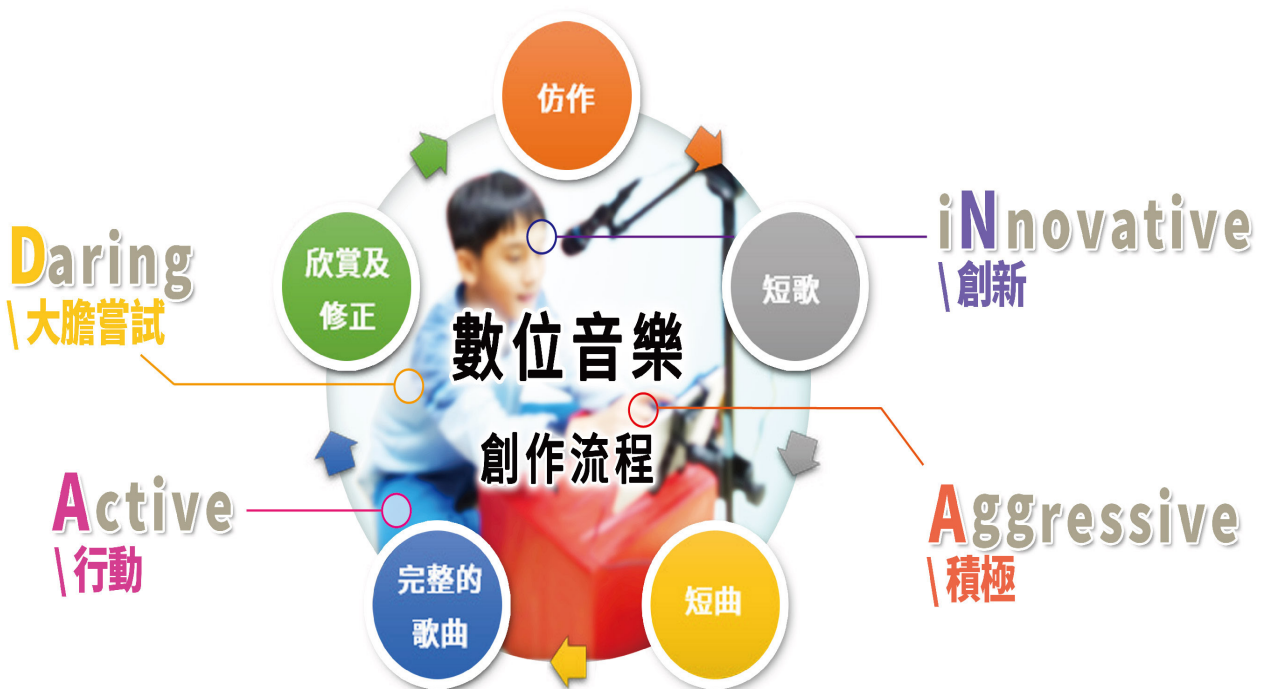 仿作
短歌
短曲
完整的
歌曲
欣賞及
修正
數位音樂
創作流程
Daring
\大膽嘗試
iNnovative
\創新
Active
\行動
Aggressive
\積極